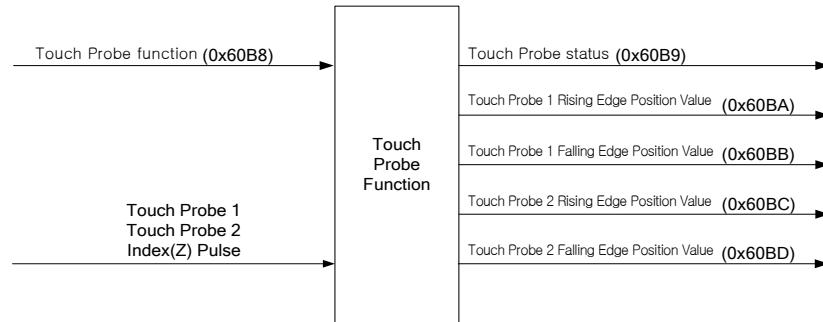 Touch Probe function (0x60B8)
Touch Probe 1
Touch Probe 2
Index(Z) Pulse
Touch
Probe
Function
Touch Probe status (0x60B9)
Touch Probe 1 Rising Edge Position Value (0x60BA)
Touch Probe 1 Falling Edge Position Value (0x60BB)
Touch Probe 2 Rising Edge Position Value (0x60BC)
Touch Probe 2 Falling Edge Position Value (0x60BD)